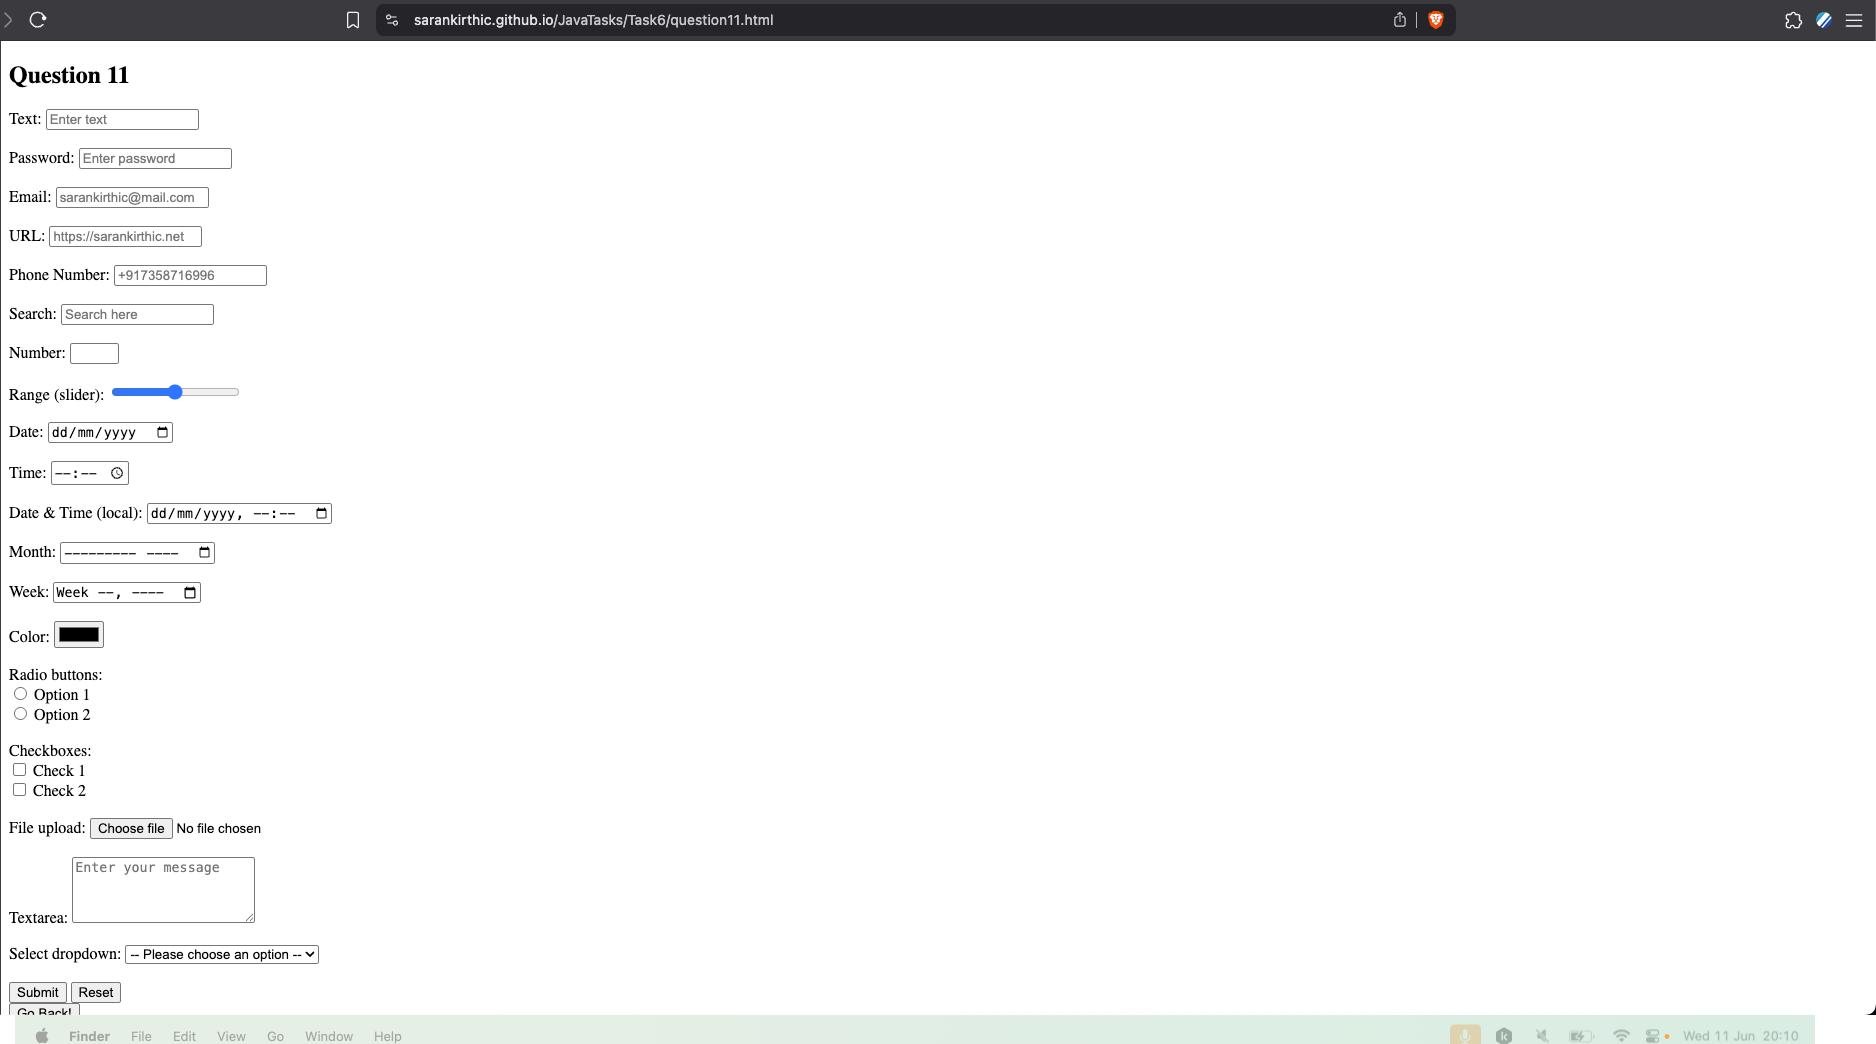 sarankirthic.github.io/JavaTasks/Task6/question11.html
Question 11
Text: Enter text
Password: Enter password
Email: sarankirthic@mail.com
URL: https://sarankirthic.net
Phone Number: +917358716996
Search: Search here
Number:
Range (slider):
Date: dd/mm/yyyy
Time: --:--
Date & Time (local): dd/mm/yyyy, --:--
Month: --------- ----
Week: Week --, ----
Color:
Radio buttons:
Option 1
Option 2
Checkboxes:
Check 1
Check 2
File upload: Choose file No file chosen
Enter your message
Textarea:
Select dropdown: -- Please choose an option --
Submit Reset
Go Back!
Finder File Edit View Go Window Help Wed 11 Jun 20:10